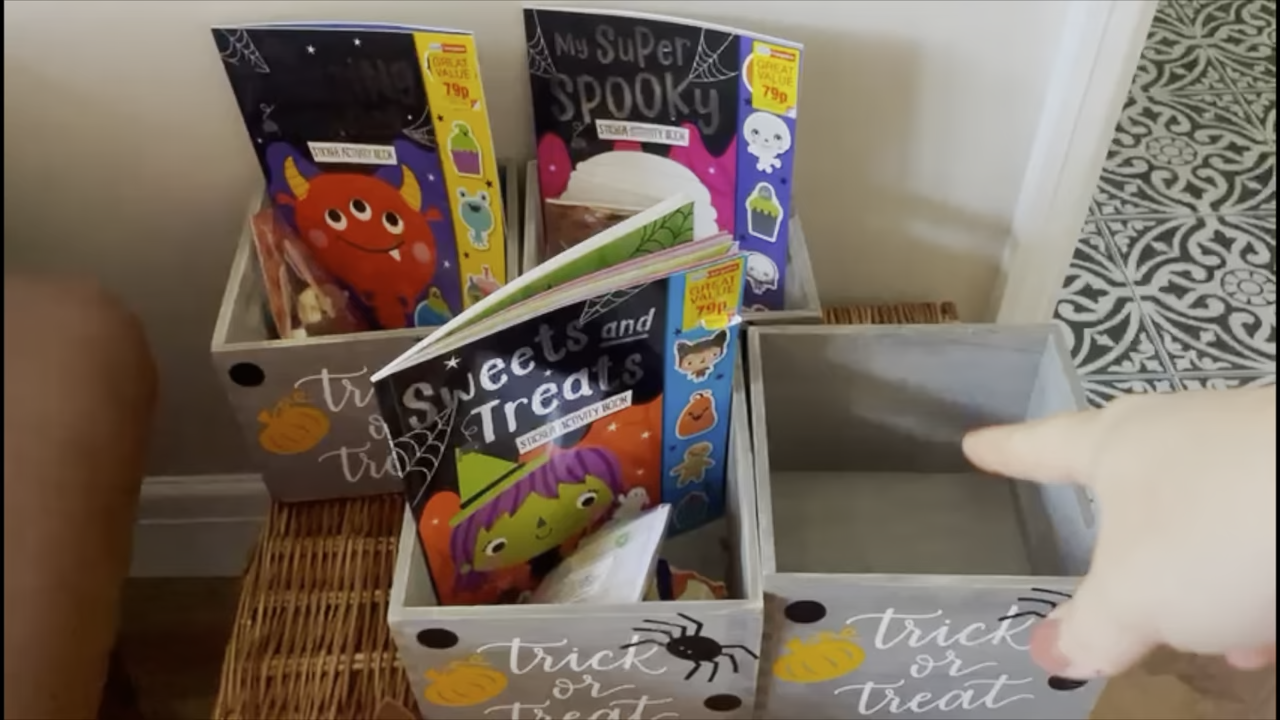 STICKER ACTIVITY BOOK
GREAT
VALUE
79p
My SUPER
SPOOKY
STICKER ACTIVITY BOOK
GREAT
VALUE
79p
Sweets and
Treats
STICKER ACTIVITY BOOK
GREAT
VALUE
79p
trick
or
treat
trick
or
treat